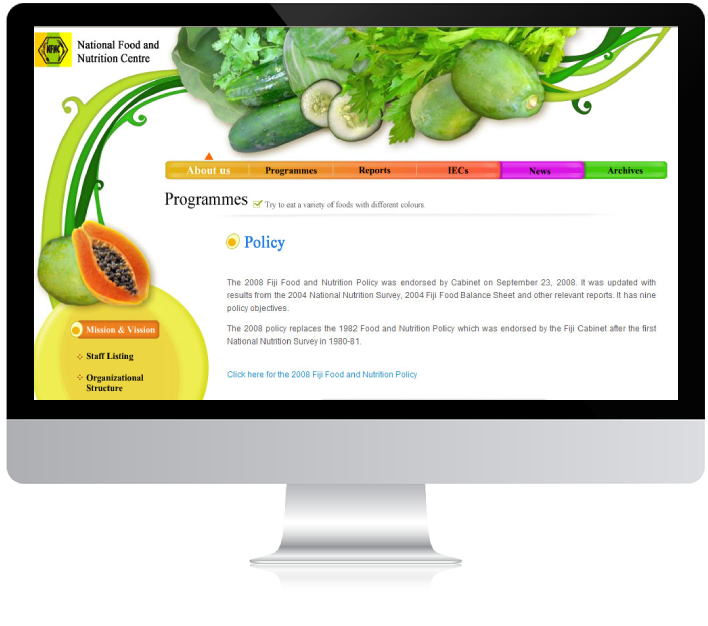 NFNC
National Food and
Nutrition Centre
About us Programmes Reports IECs News Archives
Programmes Try to eat a variety of foods with different colours.
Policy
The 2008 Fiji Food and Nutrition Policy was endorsed by Cabinet on September 23, 2008. It was updated with
results from the 2004 National Nutrition Survey, 2004 Fiji Food Balance Sheet and other relevant reports. It has nine
policy objectives.
The 2008 policy replaces the 1982 Food and Nutrition Policy which was endorsed by the Fiji Cabinet after the first
National Nutrition Survey in 1980-81.
Click here for the 2008 Fiji Food and Nutrition Policy
Mission & Vission
Staff Listing
Organizational
Structure